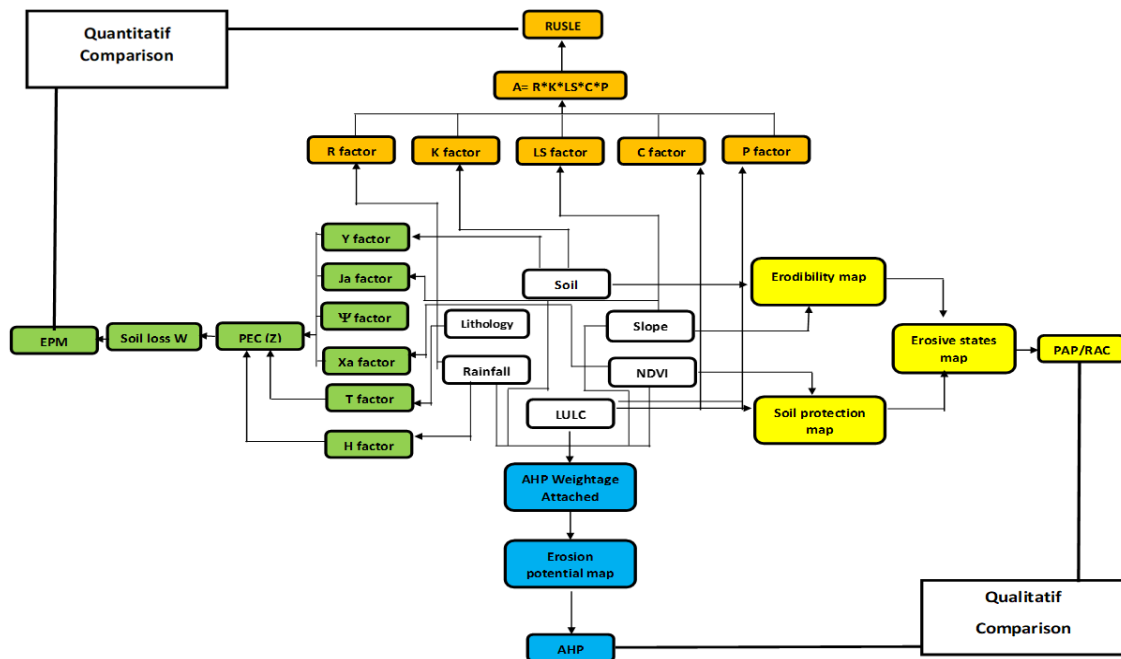 Quantitatif
Comparison
RUSLE
A= R*K*LS*C*P
R factor
K factor
LS factor
C factor
P factor
Y factor
Ja factor
Ψ factor
Xa factor
T factor
H factor
EPM
Soil loss W
PEC (Z)
Soil
Lithology
Rainfall
Slope
NDVI
LULC
Erodibility map
Erosive states
map
PAP/RAC
Soil protection
map
AHP Weightage
Attached
Erosion
potential map
AHP
Qualitatif
Comparison